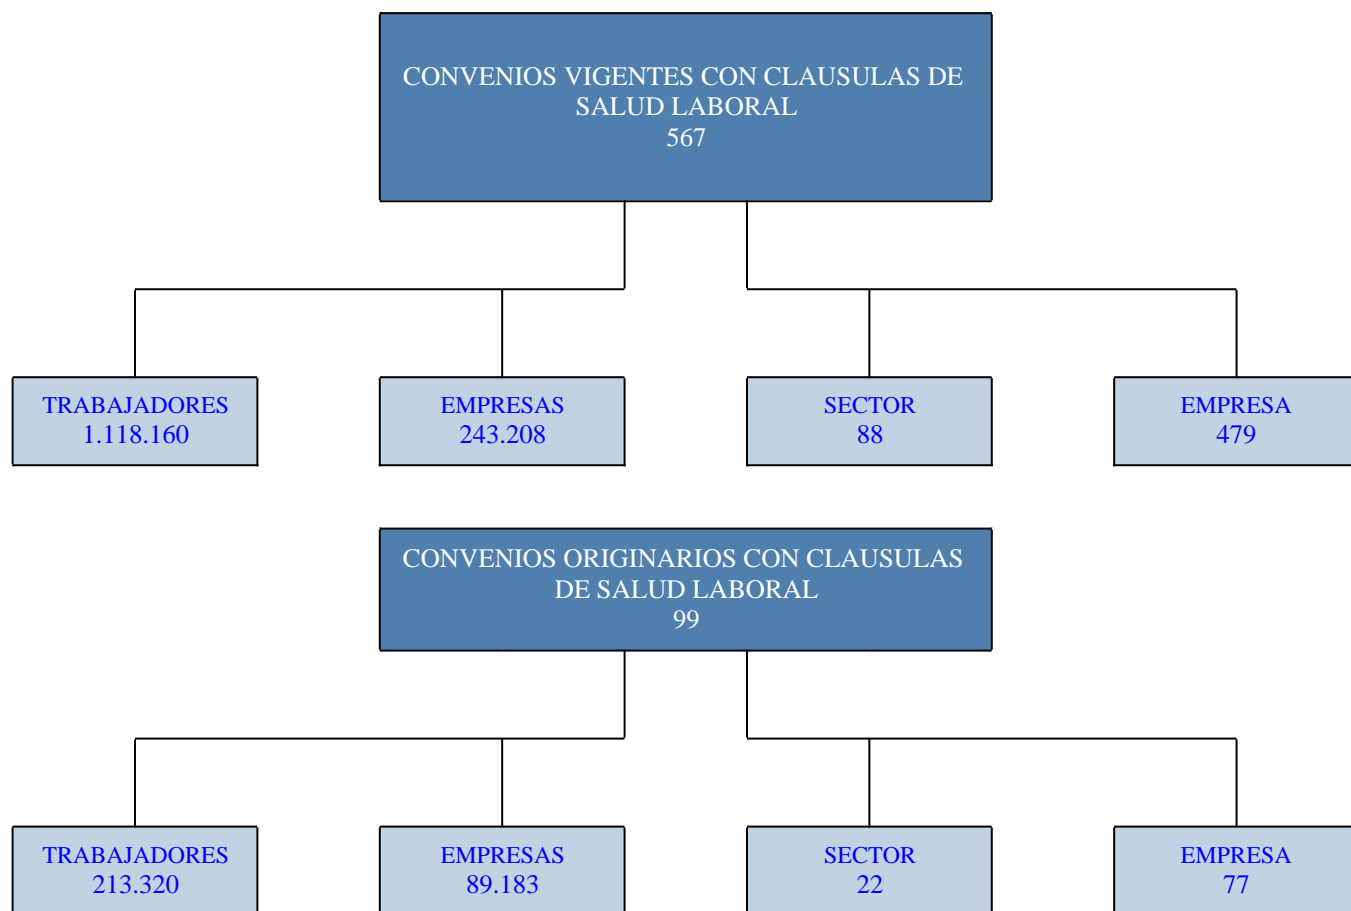 CONVENIOS VIGENTES CON CLAUSULAS DE
SALUD LABORAL
567
TRABAJADORES
1.118.160
EMPRESAS
243.208
SECTOR
88
EMPRESA
479
CONVENIOS ORIGINARIOS CON CLAUSULAS
DE SALUD LABORAL
99
TRABAJADORES
213.320
EMPRESAS
89.183
SECTOR
22
EMPRESA
77